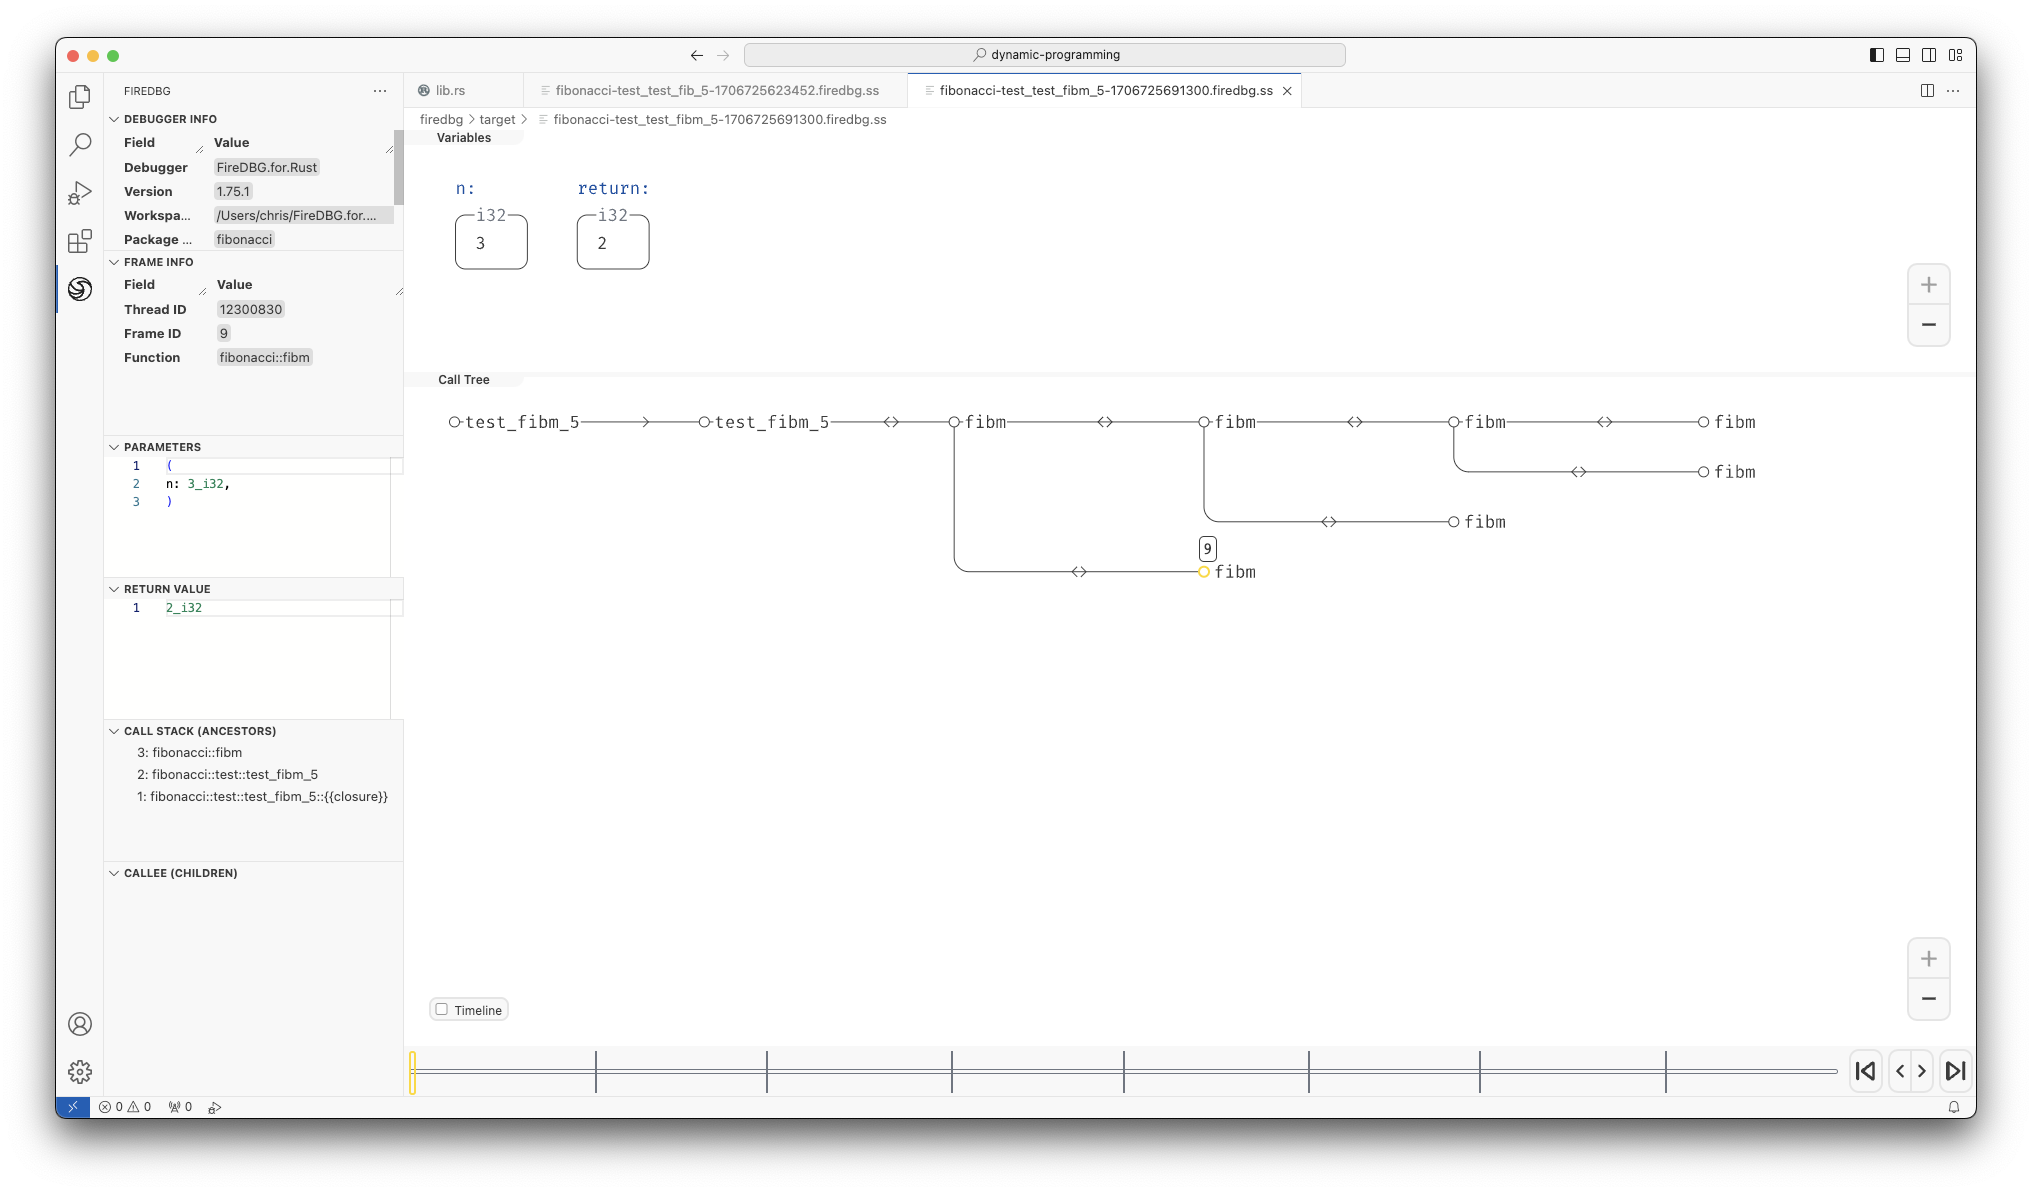 dynamic-programming
FIREDBG
DEBUGGER INFO
Field Value
Debugger FireDBG.for.Rust
Version 1.75.1
Workspa... /Users/chris/FireDBG.for....
Package ... fibonacci
FRAME INFO
Field Value
Thread ID 12300830
Frame ID 9
Function fibonacci::fibm
PARAMETERS
1 (
2 n: 3_i32,
3 )
RETURN VALUE
1 2_i32
CALL STACK (ANCESTORS)
3: fibonacci::fibm
2: fibonacci::test::test_fibm_5
1: fibonacci::test::test_fibm_5::{{closure}}
CALLEE (CHILDREN)
lib.rs fibonacci-test_test_fib_5-1706725623452.firedbg.ss fibonacci-test_test_fibm_5-1706725691300.firedbg.ss
firedbg > target > fibonacci-test_test_fibm_5-1706725691300.firedbg.ss
Variables
n: return:
i32 i32
3 2
Call Tree
test_fibm_5 test_fibm_5 fibm fibm fibm fibm
fibm
fibm
9
fibm
Timeline
0 0 0